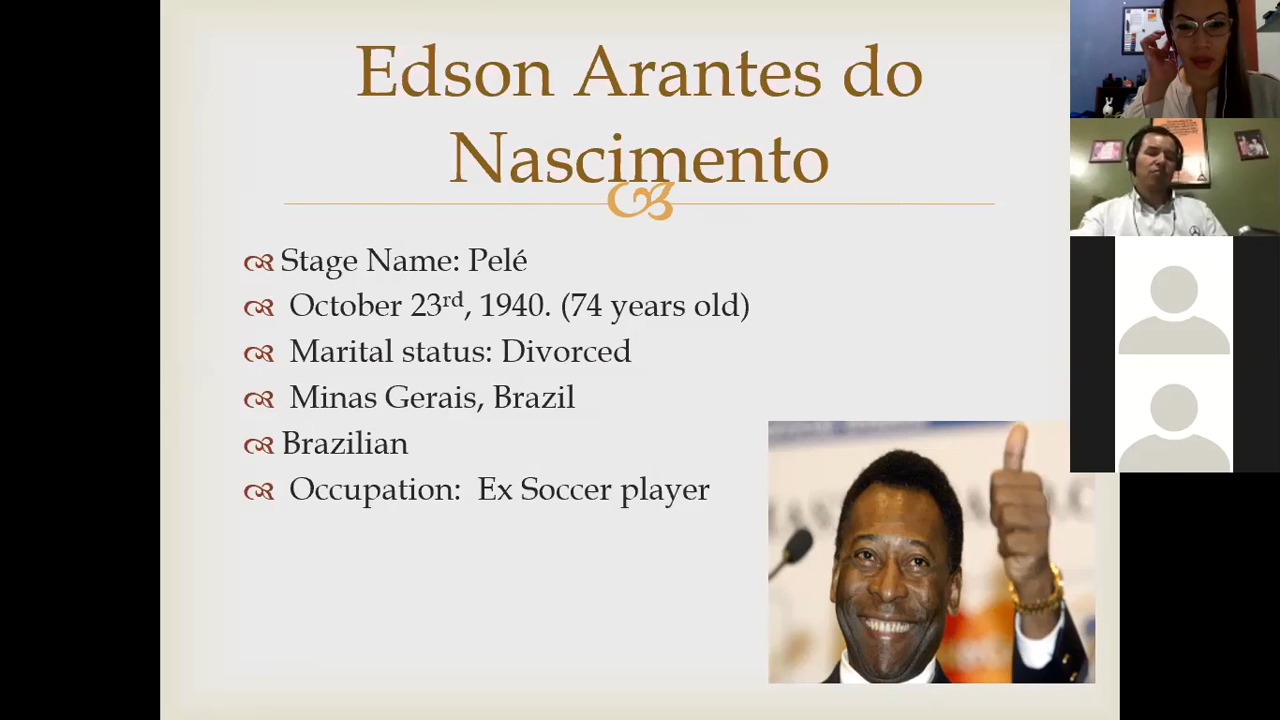 Edson Arantes do
Nascimento
Stage Name: Pelé
October 23rd, 1940. (74 years old)
Marital status: Divorced
Minas Gerais, Brazil
Brazilian
Occupation: Ex Soccer player